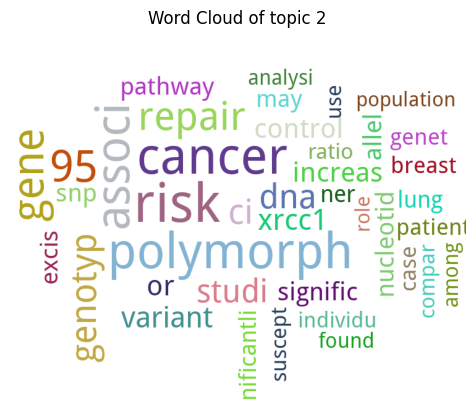 Word Cloud of topic 2
pathway
analysi
may
use
population
associ
repair
control
allel
genet
gene
95
cancer
ratio
increas
breast
snp
risk
ci
dna
ner
xrcc1
role
nucleotid
lung
excis
genotyp
polymorph
patient
case
compar
among
or
studi
signific
variant
nificantli
suscept
individu
found